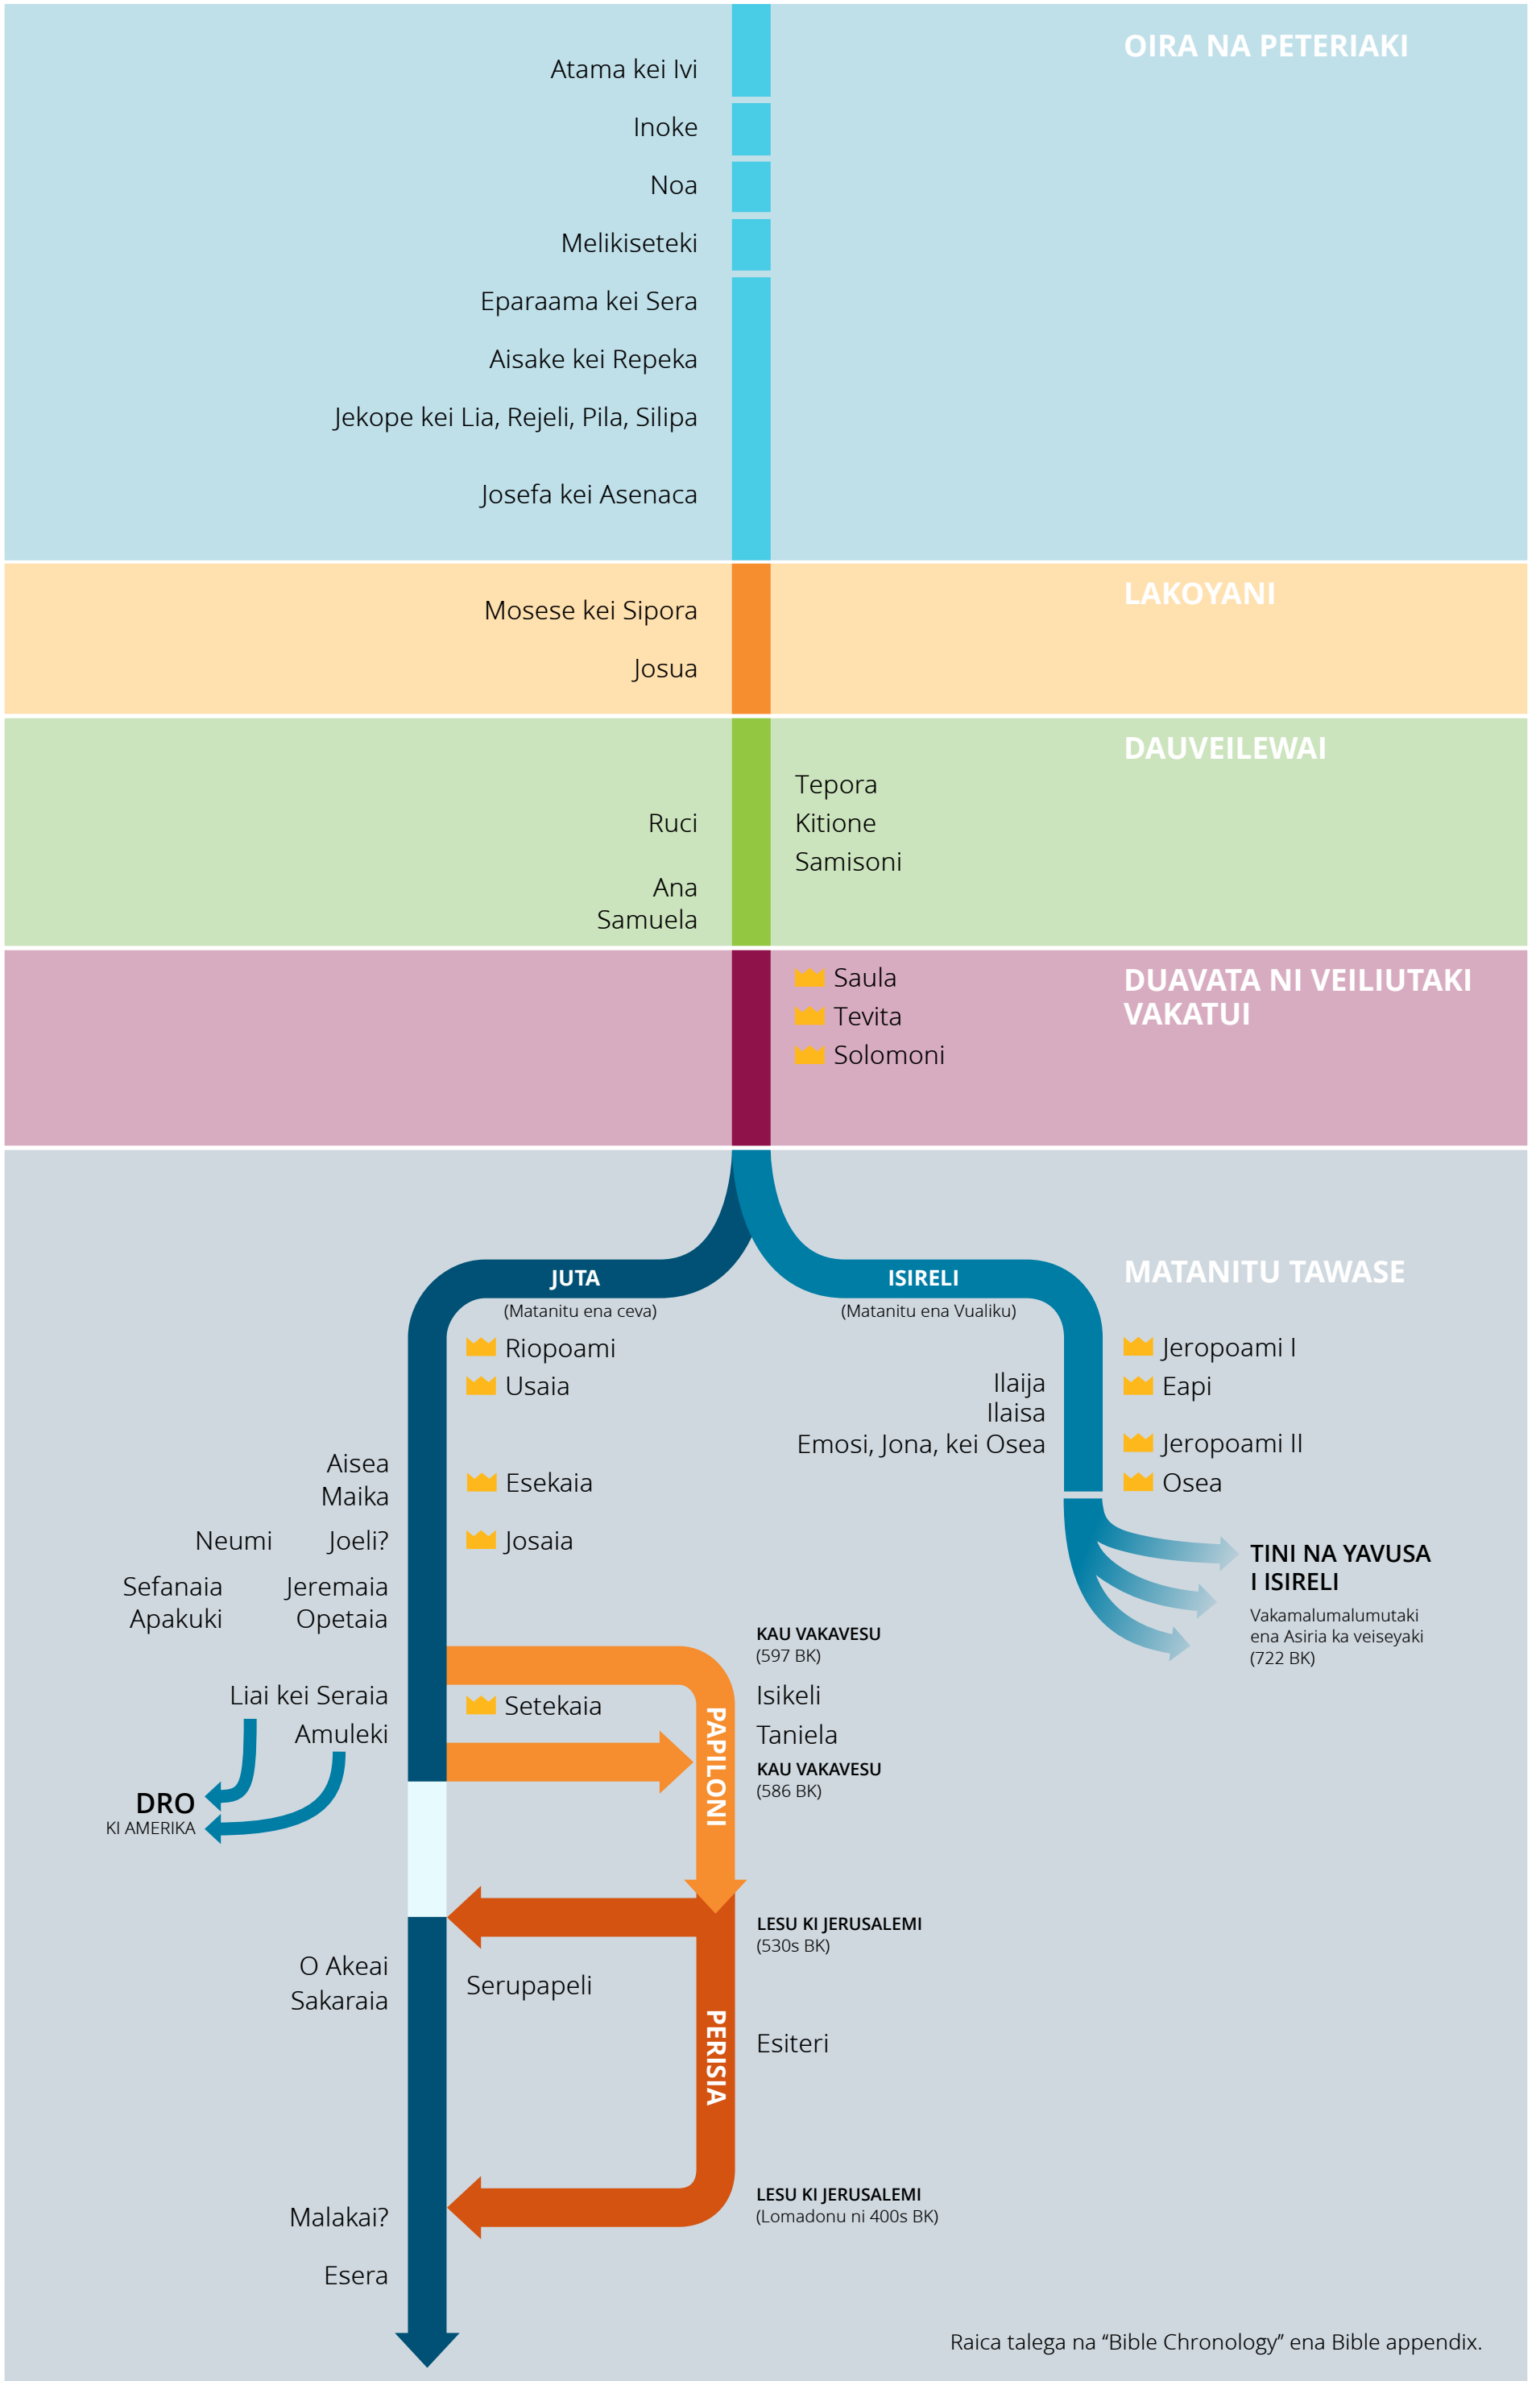 OIRA NA PETERIAKI
Atama kei Ivi
Inoke
Noa
Melikiseteki
Eparaama kei Sera
Aisake kei Repeka
Jekope kei Lia, Rejeli, Pila, Silipa
Josefa kei Asenaca
LAKOYANI
Mosese kei Sipora
Josua
DAUVEILEWAI
Tepora
Ruci
Kitione
Samisoni
Ana
Samuela
DUAVATA NI VEILIUTAKI
VAKATUI
Saula
Tevita
Solomoni
MATANITU TAWASE
JUTA
(Matanitu ena ceva)
Riopoami
Usaia
Aisea
Maika
Esekaia
Neumi
Joeli?
Josaia
Sefanaia
Apakuki
Jeremaia
Opetaia
ISIRELI
(Matanitu ena Vualiku)
Ilaija
Ilaisa
Emosi, Jona, kei Osea
Jeropoami I
Eapi
Jeropoami II
Osea
TINI NA YAVUSA
I ISIRELI
Vakamalumalumutaki
ena Asiria ka veiseyaki
(722 BK)
KAU VAKAVESU
(597 BK)
Liai kei Seraia
Amuleki
Setekaia
PAPILONI
Isikeli
Taniela
KAU VAKAVESU
(586 BK)
DRO
KI AMERIKA
LESU KI JERUSALEMI
(530s BK)
O Akeai
Sakaraia
Serupapeli
PERISIA
Esiteri
LESU KI JERUSALEMI
(Lomadonu ni 400s BK)
Malakai?
Esera
Raica talega na “Bible Chronology” ena Bible appendix.